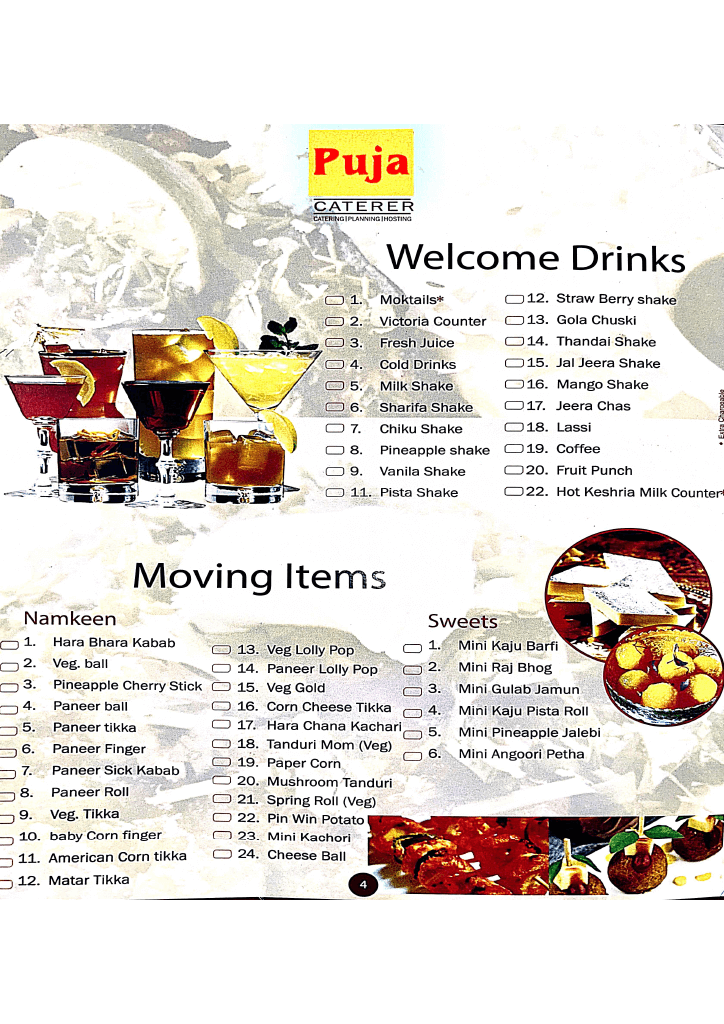 Puja
CATERER
CATERING|PLANNING|HOSTING
Welcome Drinks
1. Moktails*
2. Victoria Counter
3. Fresh Juice
4. Cold Drinks
5. Milk Shake
6. Sharifa Shake
7. Chiku Shake
8. Pineapple shake
9. Vanila Shake
11. Pista Shake
12. Straw Berry shake
13. Gola Chuski
14. Thandai Shake
15. Jal Jeera Shake
16. Mango Shake
17. Jeera Chas
18. Lassi
19. Coffee
20. Fruit Punch
22. Hot Keshria Milk Counter*
* Extra Chargeable
Moving Items
Namkeen
1. Hara Bhara Kabab
2. Veg. ball
3. Pineapple Cherry Stick
4. Paneer ball
5. Paneer tikka
6. Paneer Finger
7. Paneer Sick Kabab
8. Paneer Roll
9. Veg. Tikka
10. baby Corn finger
11. American Corn tikka
12. Matar Tikka
13. Veg Lolly Pop
14. Paneer Lolly Pop
15. Veg Gold
16. Corn Cheese Tikka
17. Hara Chana Kachari
18. Tanduri Mom (Veg)
19. Paper Corn
20. Mushroom Tanduri
21. Spring Roll (Veg)
22. Pin Win Potato
23. Mini Kachori
24. Cheese Ball
Sweets
1. Mini Kaju Barfi
2. Mini Raj Bhog
3. Mini Gulab Jamun
4. Mini Kaju Pista Roll
5. Mini Pineapple Jalebi
6. Mini Angoori Petha
4